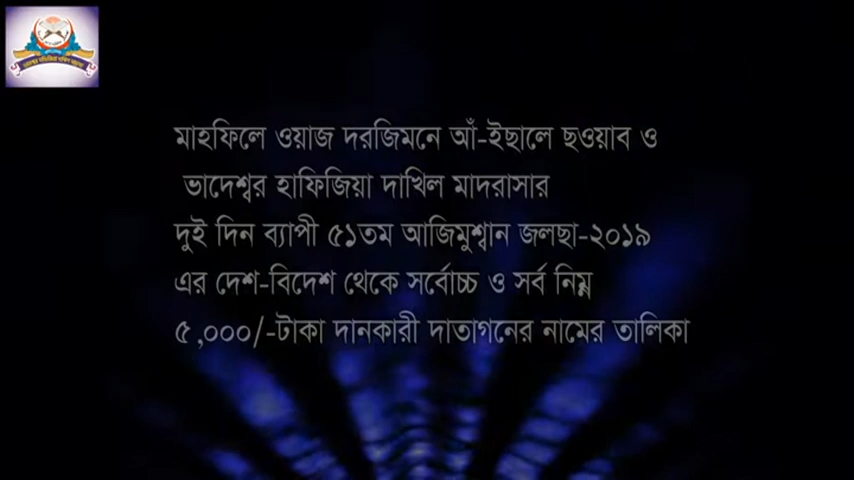 মাহফিলে ওয়াজ দরজিমনে আঁ-ইছালে ছওয়াব ও
ভাদেশ্বর হাফিজিয়া দাখিল মাদরাসার
দুই দিন ব্যাপী ৫১তম আজিমুশ্বান জলছা-২০১৯
এর দেশ-বিদেশ থেকে সর্বোচ্চ ও সর্ব নিম্ন
৫,০০০/-টাকা দানকারী দাতাগনের নামের তালিকা